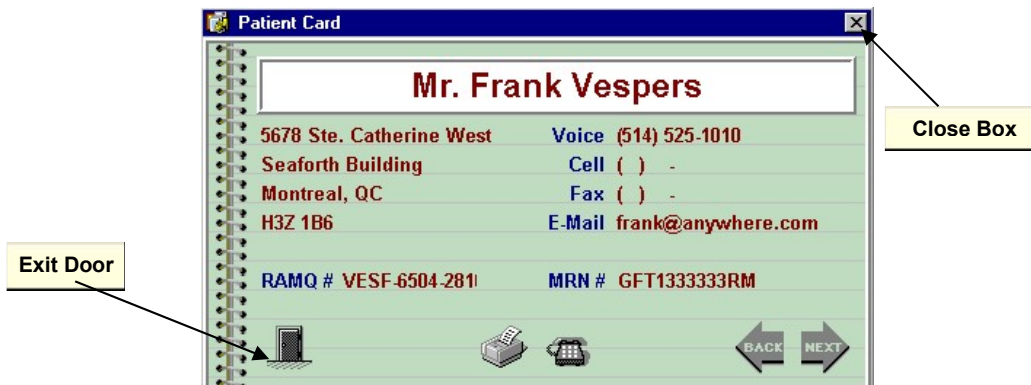 Patient Card
Mr. Frank Vespers
Close Box
5678 Ste. Catherine West Voice (514) 525-1010
Seaforth Building Cell ( ) -
Montreal, QC Fax ( ) -
H3Z 1B6 E-Mail frank@anywhere.com
Exit Door
RAMQ # VESF-6504-281 MRN # GFT1333333RM
BACK NEXT